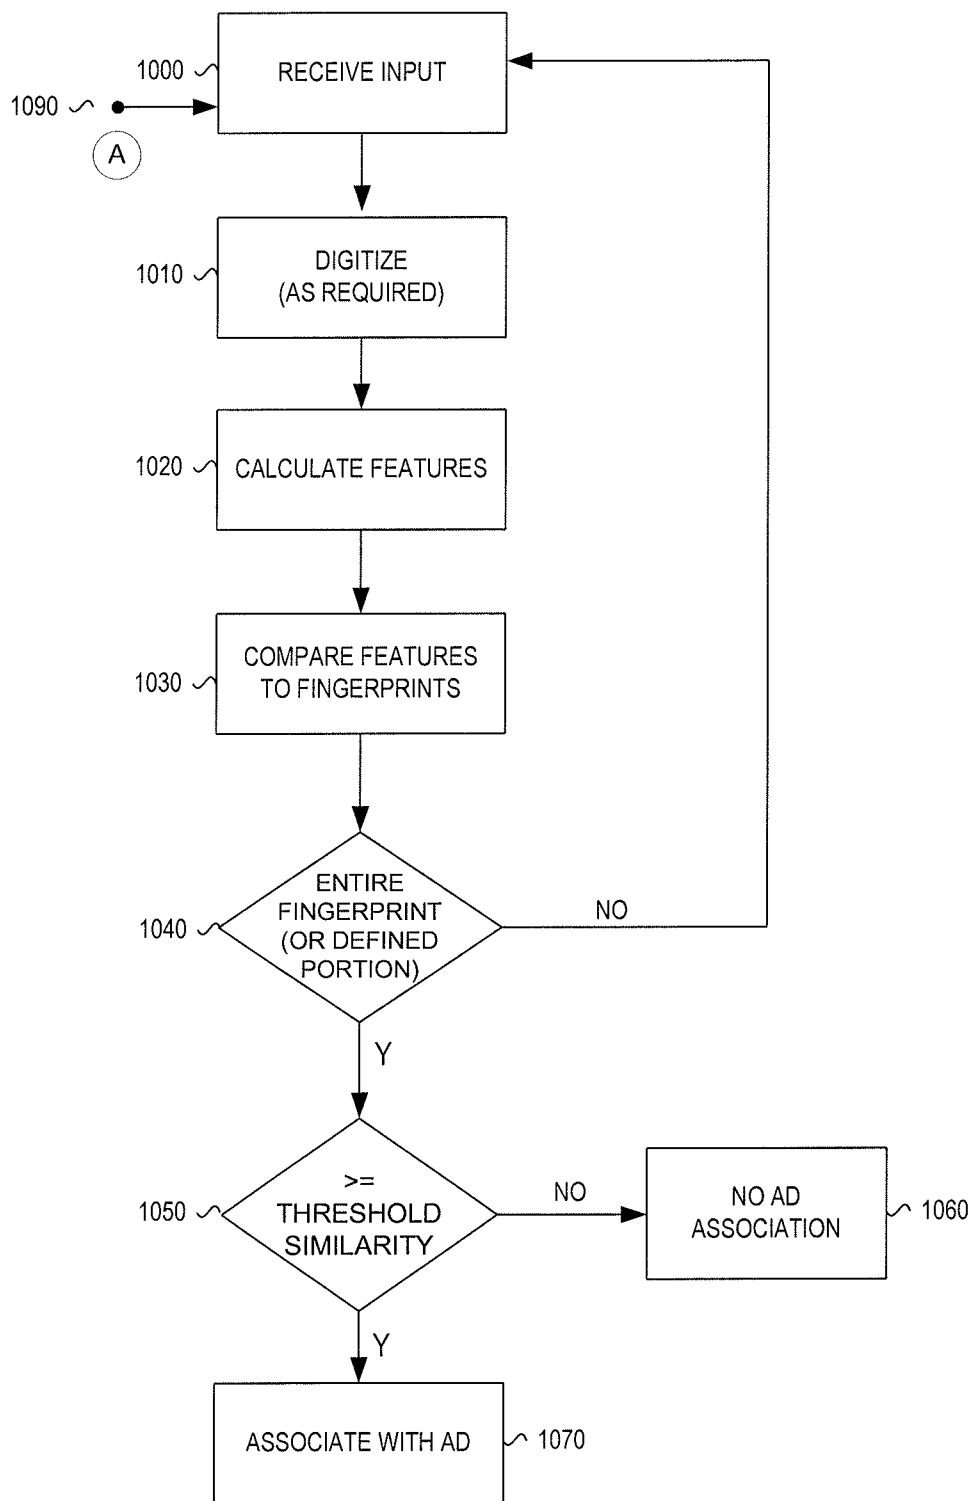 1000
RECEIVE INPUT
1090
A
1010
DIGITIZE
(AS REQUIRED)
1020
CALCULATE FEATURES
1030
COMPARE FEATURES
TO FINGERPRINTS
1040
ENTIRE
FINGERPRINT
(OR DEFINED
PORTION)
NO
Y
1050
>=
THRESHOLD
SIMILARITY
NO
NO AD
ASSOCIATION
1060
Y
ASSOCIATE WITH AD
1070